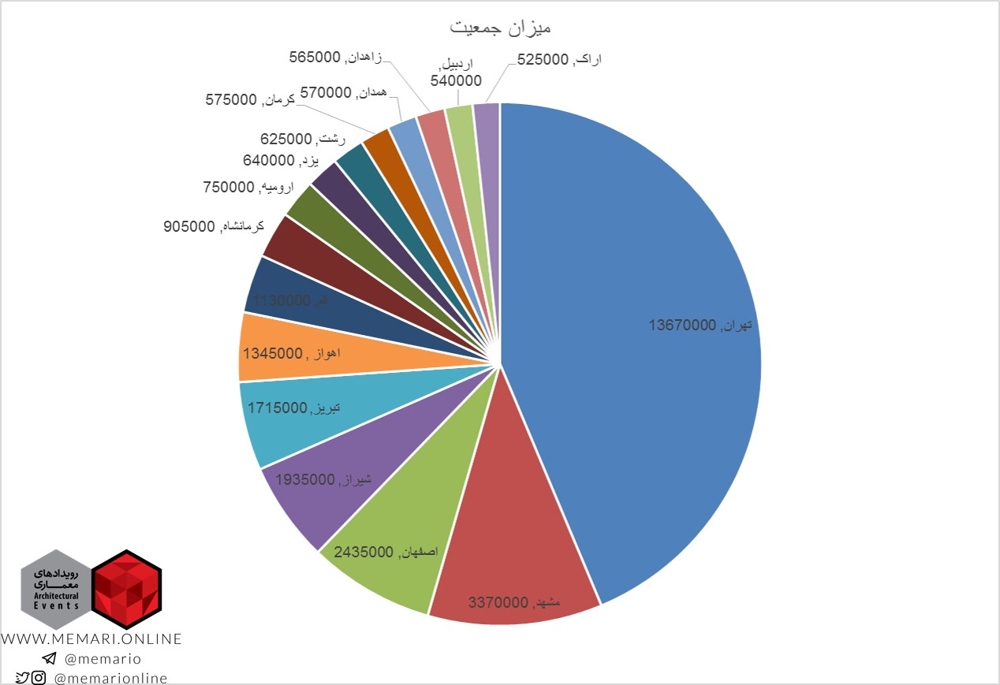 میزان جمعیت
تهران, 13670000
مشهد, 3370000
اصفهان, 2435000
شیراز, 1935000
تبریز, 1715000
اهواز , 1345000
قم, 1130000
کرمانشاه, 905000
ارومیه, 750000
یزد, 640000
رشت, 625000
کرمان, 575000
همدان, 570000
زاهدان, 565000
اردبیل,
540000
اراک, 525000
رویدادهای
معماری
Architectural
Events
WWW.MEMARI.ONLINE
@memario
@memarionline